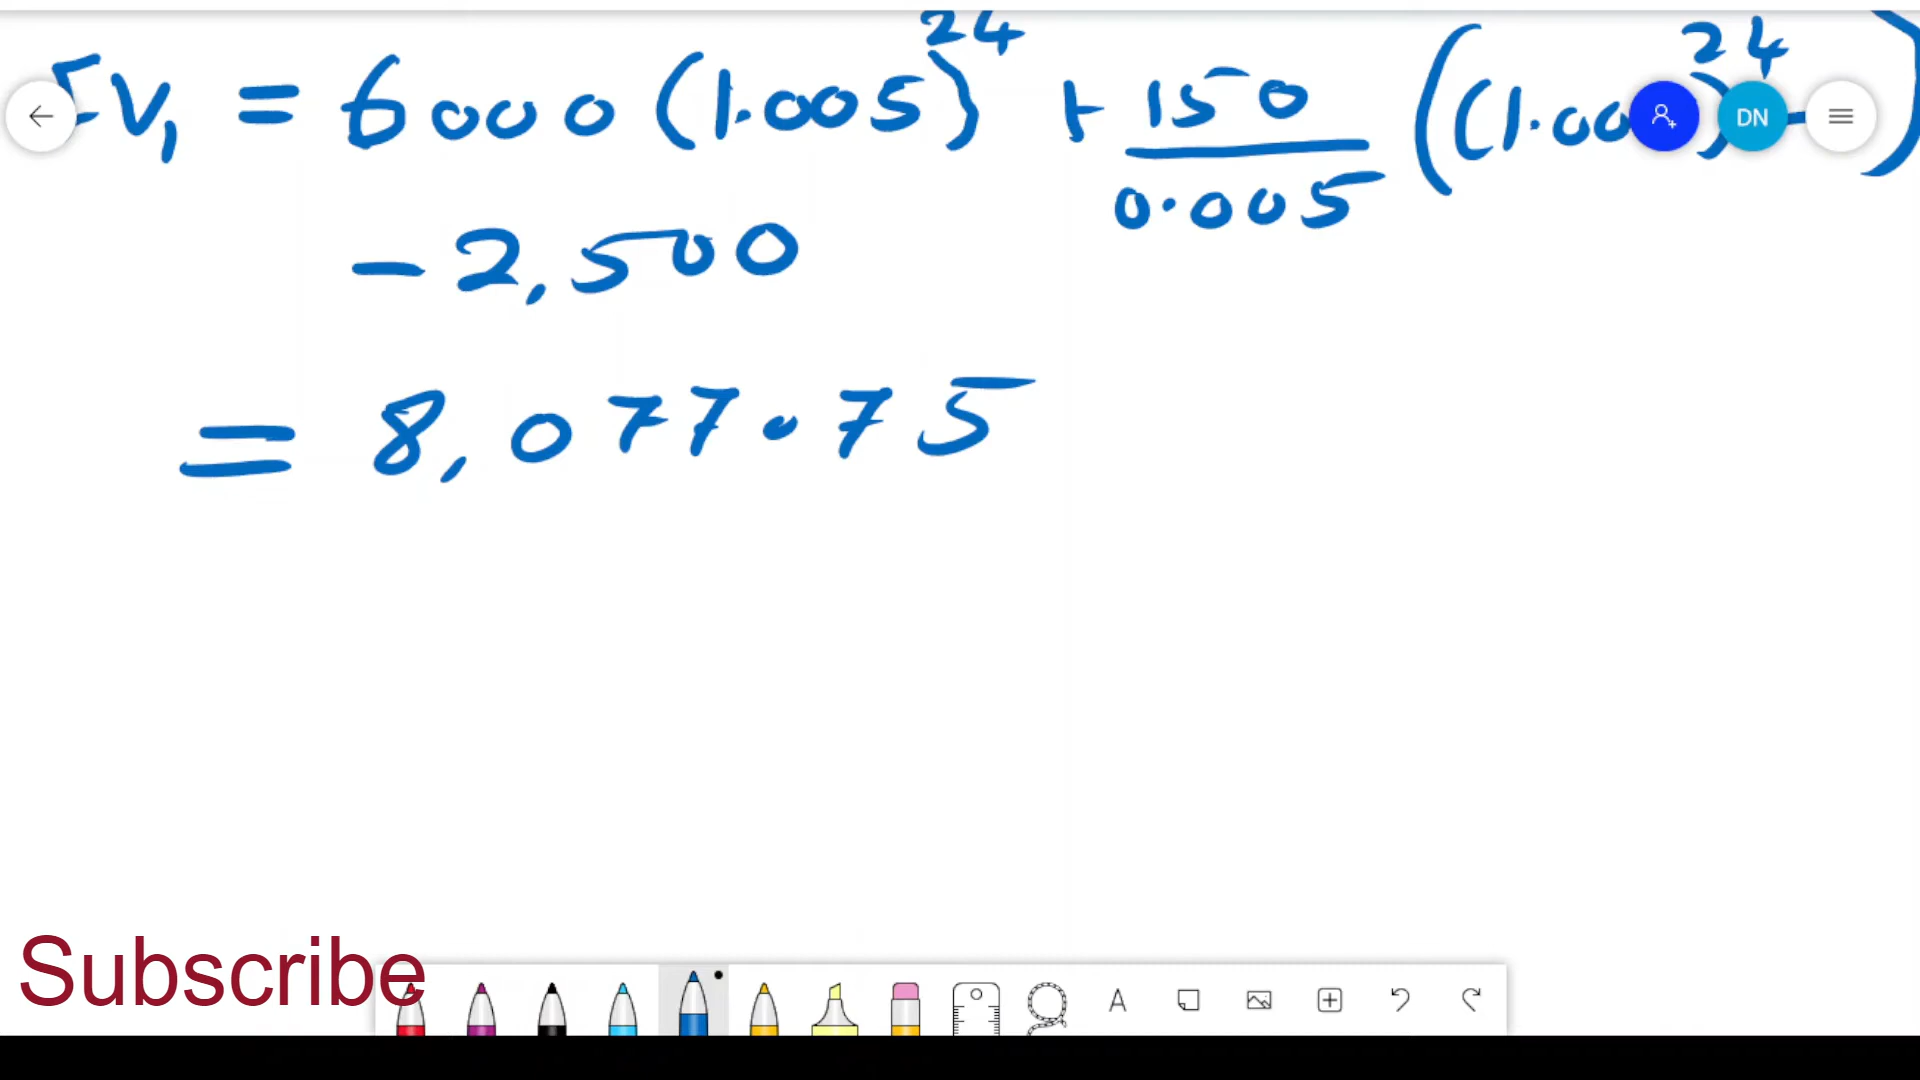 FV₁ = 6000 (1.005)²⁴ + 150/0.005 ((1.00 )²⁴ - )
- 2,500
= 8,077.75
DN
Subscribe
A